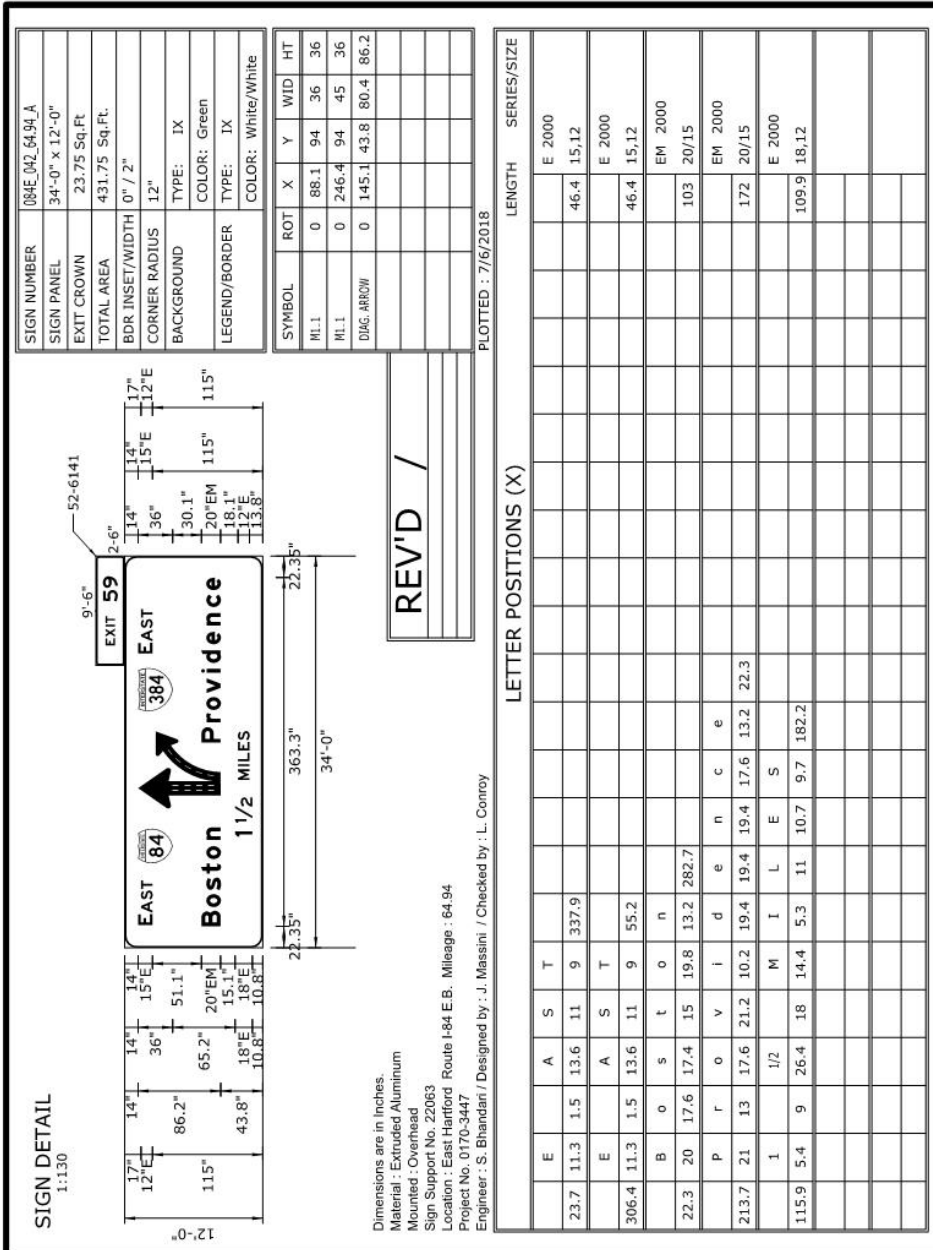 SIGN DETAIL
1:130
17" 14" 14" 14"
12"E 15"E
36"
86.2" 51.1"
115" 65.2"
20"EM
15.1"
43.8" 18"E 18"E
10.8" 10.8"
12'-0"
9'-6"
52-6141
2-6"
EXIT 59
EAST INTERSTATE 84 INTERSTATE 384 EAST
Boston Providence
1 1/2 MILES
14" 14" 17"
36" 15"E 12"E
30.1" 115" 115"
20"EM
18.1"
12"E
13.8"
22.35" 363.3" 22.35"
34'-0"
Dimensions are in Inches.
Material : Extruded Aluminum
Mounted : Overhead
Sign Support No. 22063
Location : East Hartford Route I-84 E.B. Mileage : 64.94
Project No. 0170-3447
Engineer : S. Bhandari / Designed by : J. Massini / Checked by : L. Conroy
REV'D /
SIGN NUMBER 084E_042_64.94_A
SIGN PANEL 34'-0" x 12'-0"
EXIT CROWN 23.75 Sq.Ft
TOTAL AREA 431.75 Sq.Ft.
BDR INSET/WIDTH 0" / 2"
CORNER RADIUS 12"
BACKGROUND TYPE: IX
COLOR: Green
LEGEND/BORDER TYPE: IX
COLOR: White/White
SYMBOL ROT X Y WID HT
M1.1 0 88.1 94 36 36
M1.1 0 246.4 94 45 36
DIAG. ARROW 0 145.1 43.8 80.4 86.2
PLOTTED : 7/6/2018
LETTER POSITIONS (X) LENGTH SERIES/SIZE
E A S T E 2000
23.7 11.3 1.5 13.6 11 9 337.9 46.4 15,12
E A S T E 2000
306.4 11.3 1.5 13.6 11 9 55.2 46.4 15,12
B o s t o n EM 2000
22.3 20 17.6 17.4 15 19.8 13.2 282.7 103 20/15
P r o v i d e n c e EM 2000
213.7 21 13 17.6 21.2 10.2 19.4 19.4 19.4 17.6 13.2 22.3 172 20/15
1 1/2 M I L E S E 2000
115.9 5.4 9 26.4 18 14.4 5.3 11 10.7 9.7 182.2 109.9 18,12